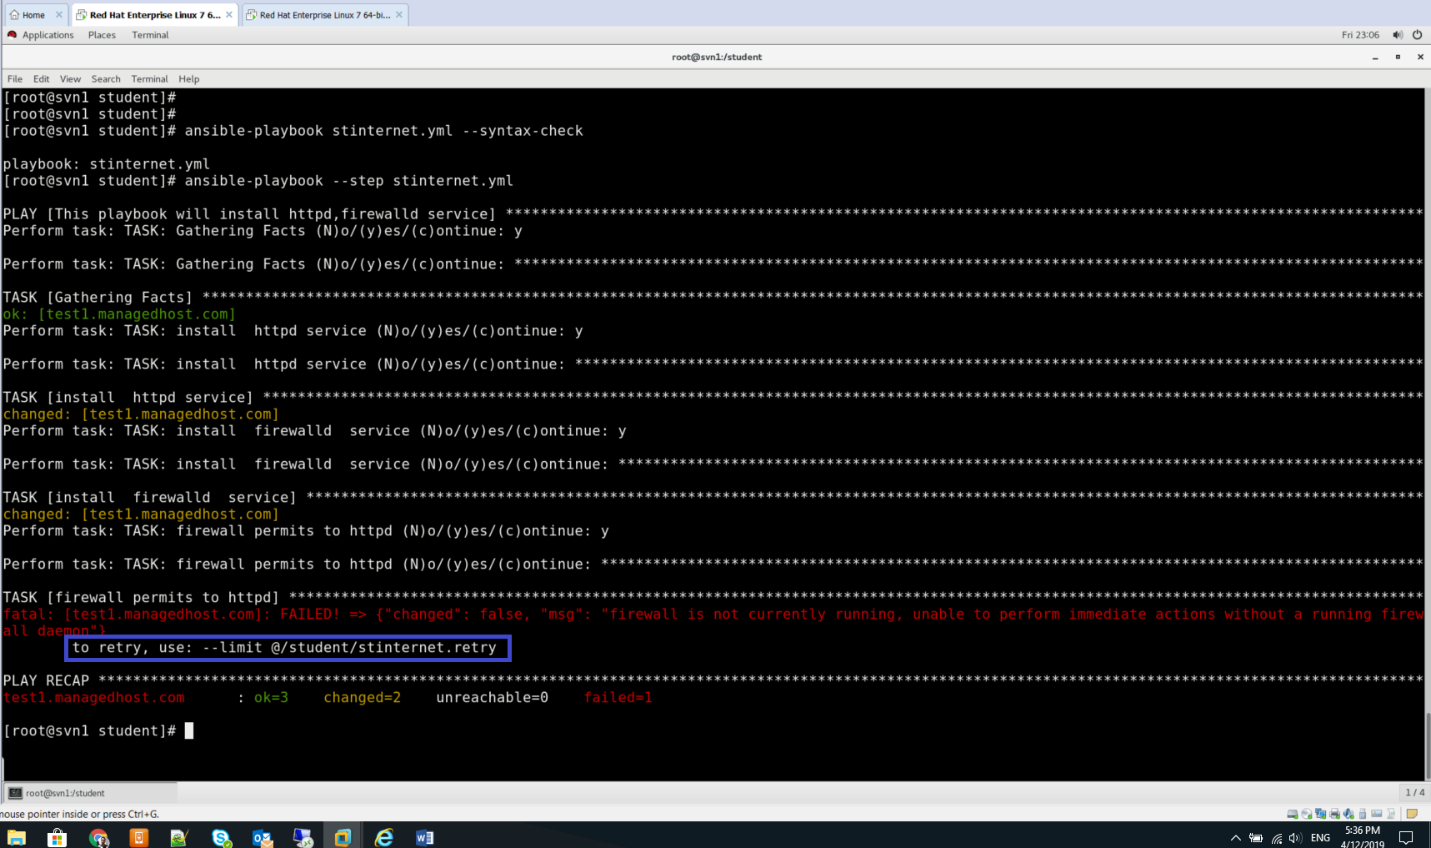 Home
Red Hat Enterprise Linux 7 6...
Red Hat Enterprise Linux 7 64-bi...
Applications Places Terminal Fri 23:06
root@svn1:/student
File Edit View Search Terminal Help
[root@svn1 student]#
[root@svn1 student]#
[root@svn1 student]# ansible-playbook stinternet.yml --syntax-check
playbook: stinternet.yml
[root@svn1 student]# ansible-playbook --step stinternet.yml
PLAY [This playbook will install httpd,firewalld service] **********************************************************************************************************
Perform task: TASK: Gathering Facts (N)o/(y)es/(c)ontinue: y
Perform task: TASK: Gathering Facts (N)o/(y)es/(c)ontinue: *********************************************************************************************************
TASK [Gathering Facts] *********************************************************************************************************************************************
ok: [test1.managedhost.com]
Perform task: TASK: install  httpd service (N)o/(y)es/(c)ontinue: y
Perform task: TASK: install  httpd service (N)o/(y)es/(c)ontinue: **************************************************************************************************
TASK [install  httpd service] **************************************************************************************************************************************
changed: [test1.managedhost.com]
Perform task: TASK: install  firewalld  service (N)o/(y)es/(c)ontinue: y
Perform task: TASK: install  firewalld  service (N)o/(y)es/(c)ontinue: *********************************************************************************************
TASK [install  firewalld  service] *********************************************************************************************************************************
changed: [test1.managedhost.com]
Perform task: TASK: firewall permits to httpd (N)o/(y)es/(c)ontinue: y
Perform task: TASK: firewall permits to httpd (N)o/(y)es/(c)ontinue: ***********************************************************************************************
TASK [firewall permits to httpd] ***********************************************************************************************************************************
fatal: [test1.managedhost.com]: FAILED! => {"changed": false, "msg": "firewall is not currently running, unable to perform immediate actions without a running firew
all daemon"}
to retry, use: --limit @/student/stinternet.retry
PLAY RECAP *********************************************************************************************************************************************************
test1.managedhost.com      : ok=3    changed=2    unreachable=0    failed=1
[root@svn1 student]#
root@svn1:/student 1 / 4
mouse pointer inside or press Ctrl+G.
ENG 5:36 PM
4/12/2019